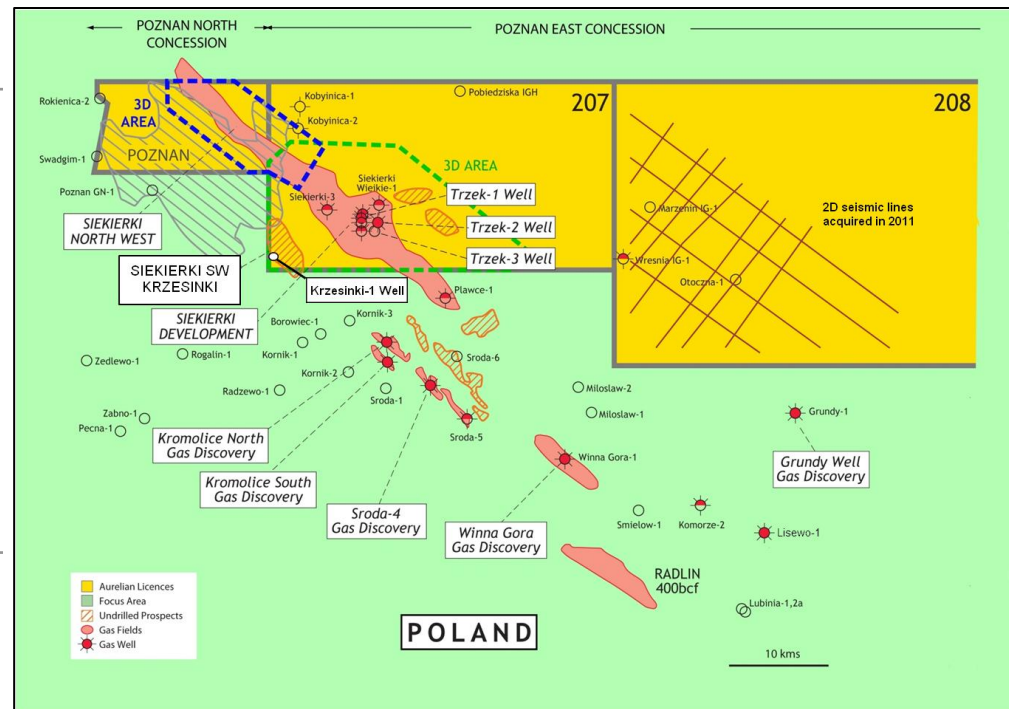 POZNAN NORTH
CONCESSION
POZNAN EAST CONCESSION
Rokienica-2
3D
AREA
Kobyinica-1
Kobyinica-2
Pobiedziska IGH
207
208
Swadgim-1
POZNAN
3D AREA
Poznan GN-1
Siekierki
Wielkie-1
Siekierki-3
Trzek-1 Well
Trzek-2 Well
Trzek-3 Well
Marzenin IG-1
2D seismic lines
acquired in 2011
SIEKIERKI
NORTH WEST
Wresnia IG-1
Otoczna-1
SIEKIERKI SW
KRZESINKI
Krzesinki-1 Well
Plawce-1
SIEKIERKI
DEVELOPMENT
Borowiec-1
Kornik-3
Kornik-1
Rogalin-1
Zedlewo-1
Sroda-6
Kornik-2
Radzewo-1
Sroda-1
Miloslaw-2
Miloslaw-1
Grundy-1
Zabno-1
Pecna-1
Sroda-5
Kromolice North
Gas Discovery
Kromolice South
Gas Discovery
Sroda-4
Gas Discovery
Winna Gora-1
Winna Gora
Gas Discovery
Grundy Well
Gas Discovery
Smielow-1
Komorze-2
Lisewo-1
RADLIN
400bcf
Lubinia-1,2a
Aurelian Licences
Focus Area
Undrilled Prospects
Gas Fields
Gas Well
POLAND
10 kms